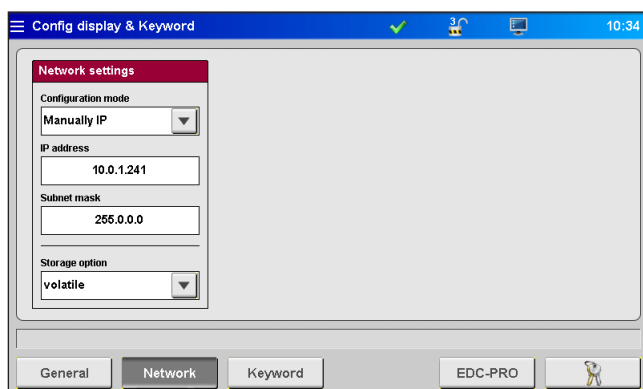 Config display & Keyword
3
10:34
Network settings
Configuration mode
Manually IP
IP address
10.0.1.241
Subnet mask
255.0.0.0
Storage option
volatile
General
Network
Keyword
EDC-PRO